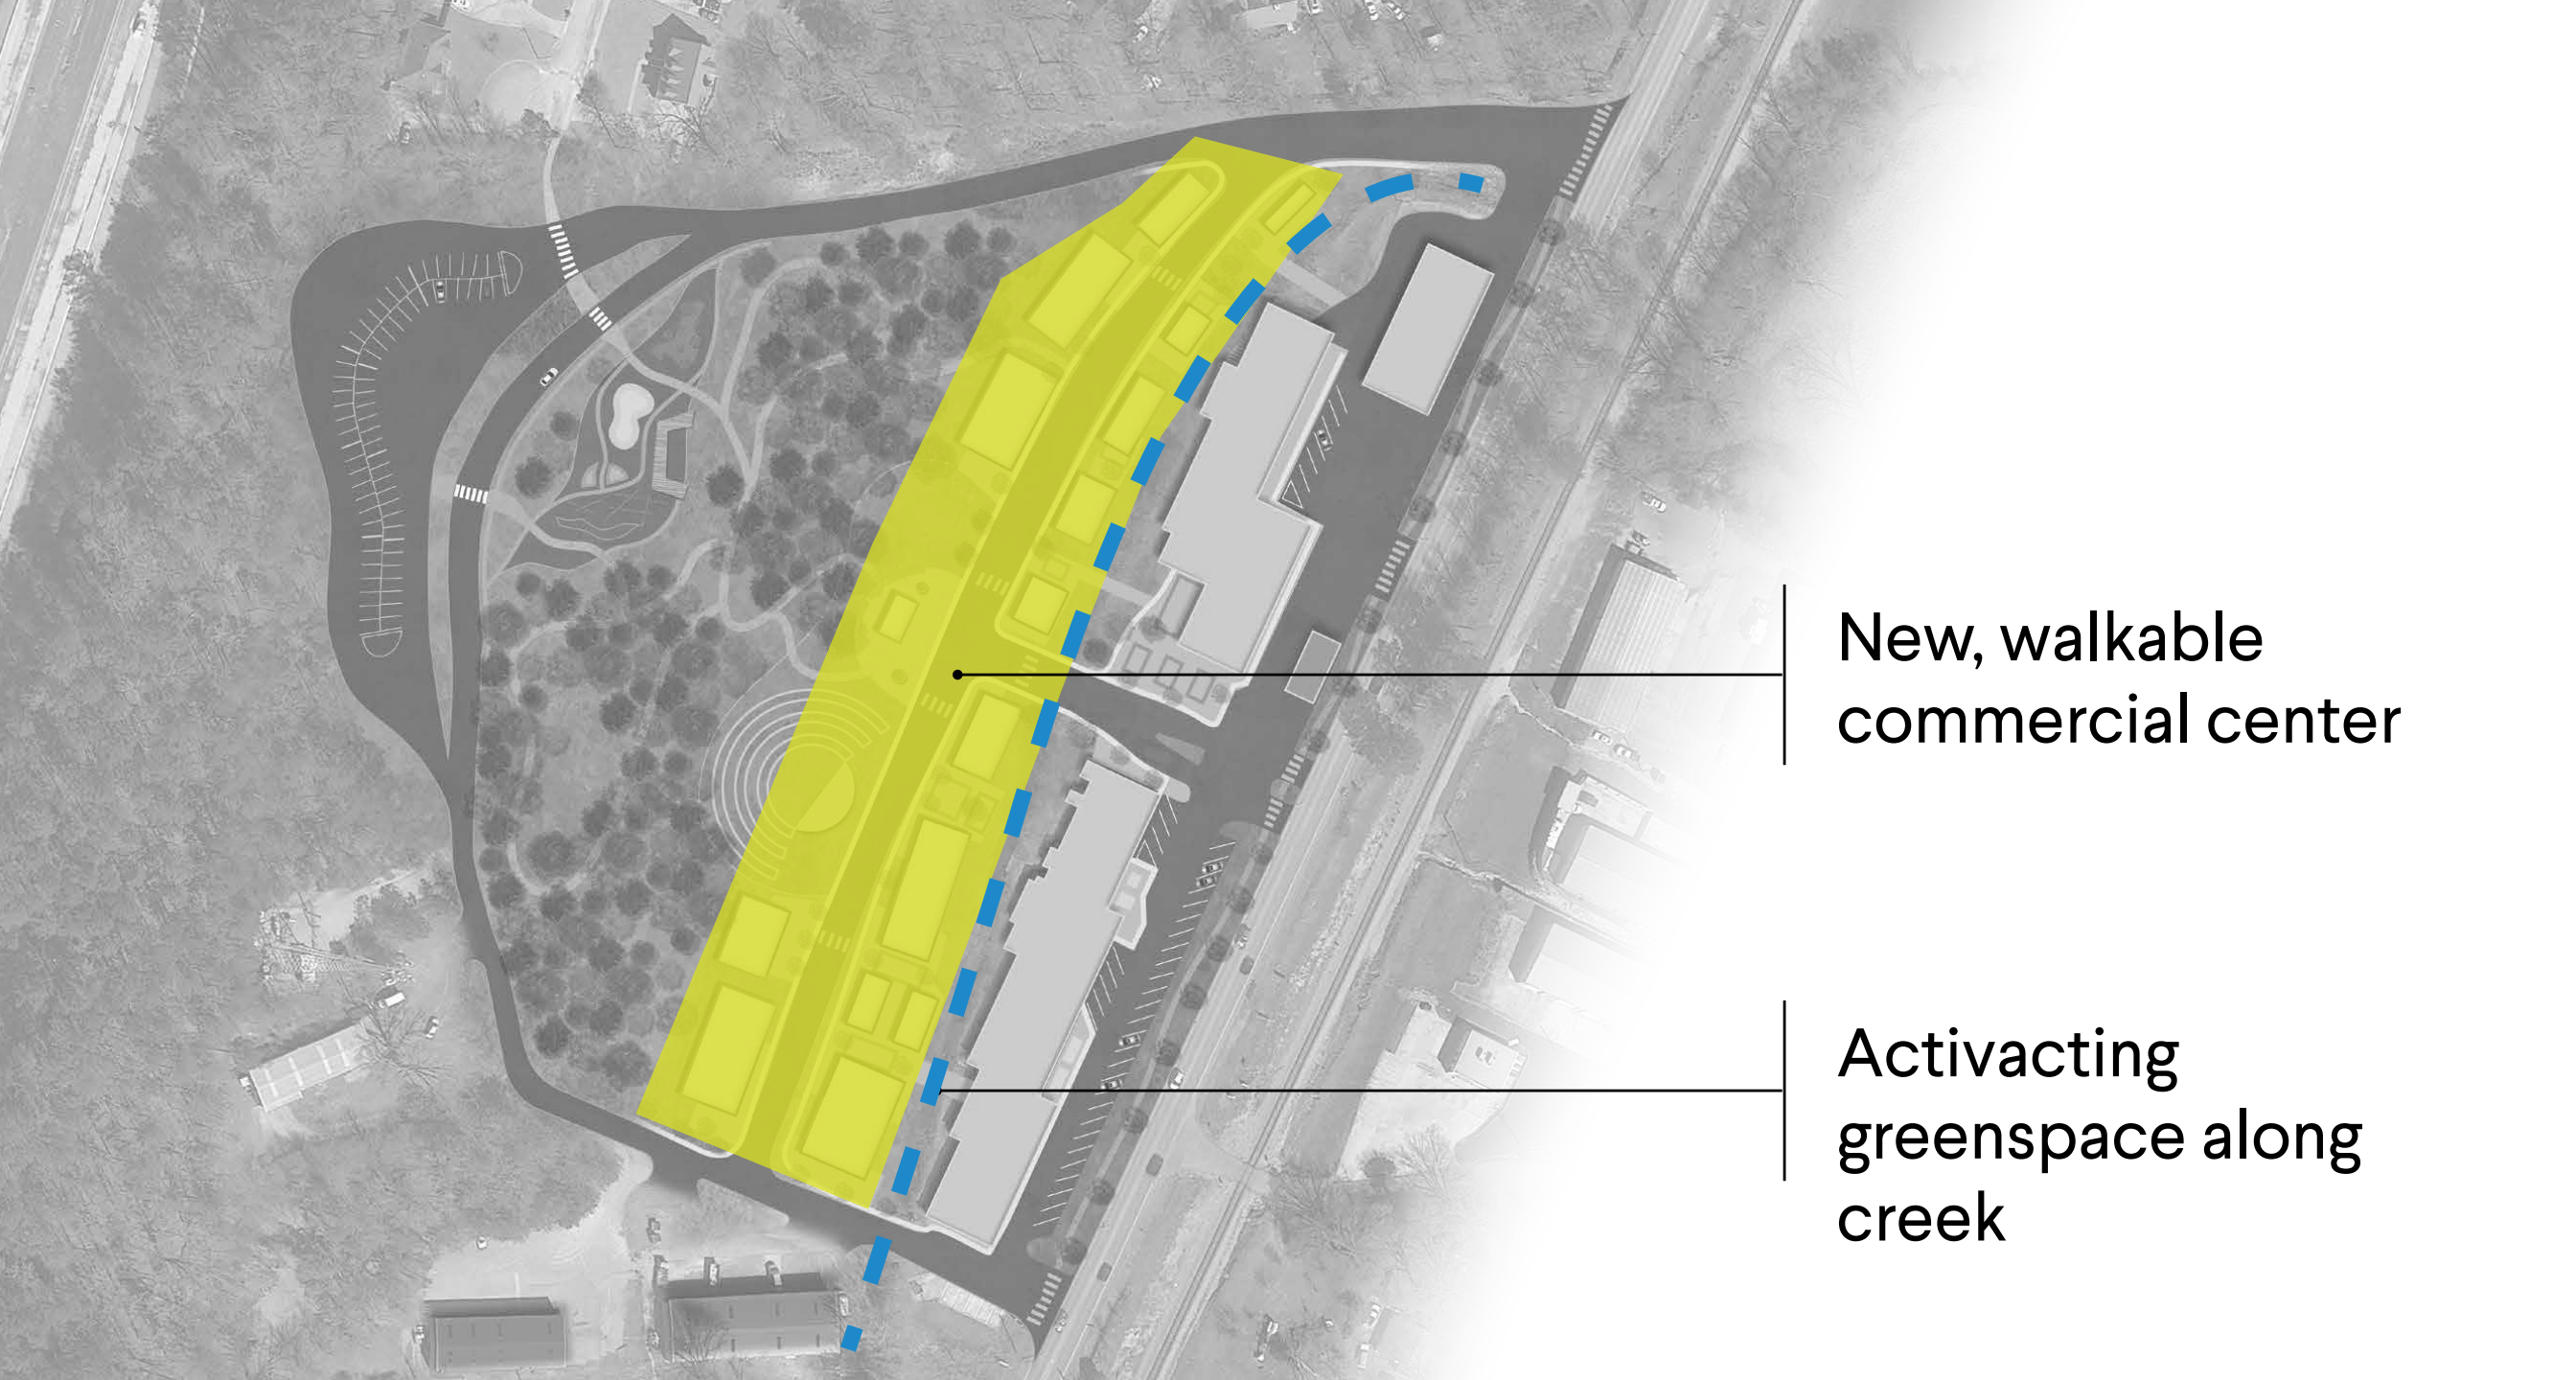 New, walkable
commercial center
Activacting
greenspace along
creek